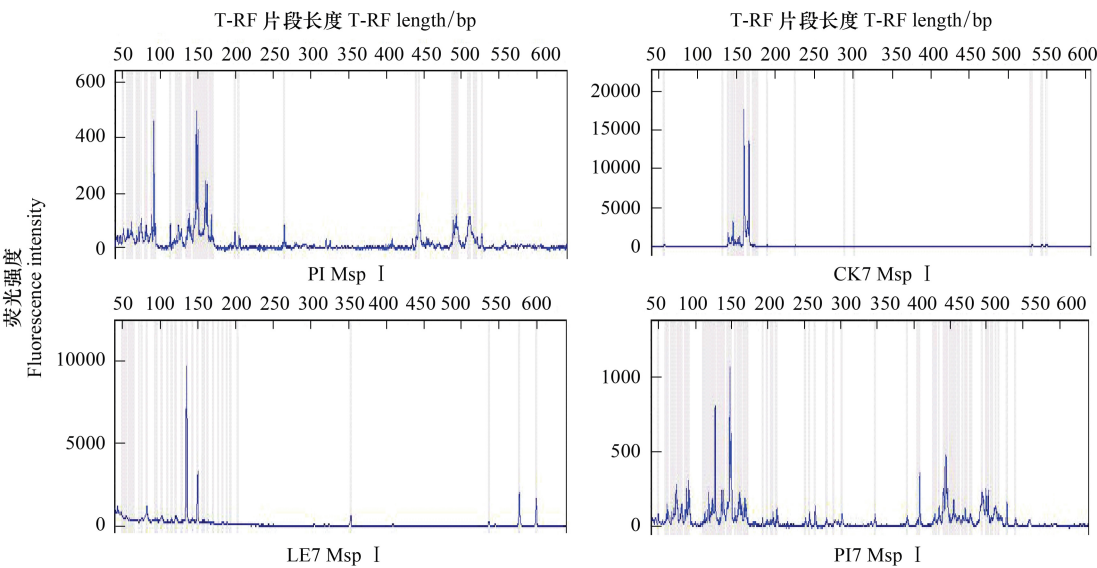 T-RF 片段长度 T-RF length/bp
T-RF 片段长度 T-RF length/bp
50 100 150 200 250 300 350 400 450 500 550 600
50 100 150 200 250 300 350 400 450 500 550 600
600
400
200
0
20000
15000
10000
5000
0
PI Msp Ⅰ
CK7 Msp Ⅰ
荧光强度
Fluorescence intensity
50 100 150 200 250 300 350 400 450 500 550 600
50 100 150 200 250 300 350 400 450 500 550 600
10000
5000
0
1000
500
0
LE7 Msp Ⅰ
PI7 Msp Ⅰ